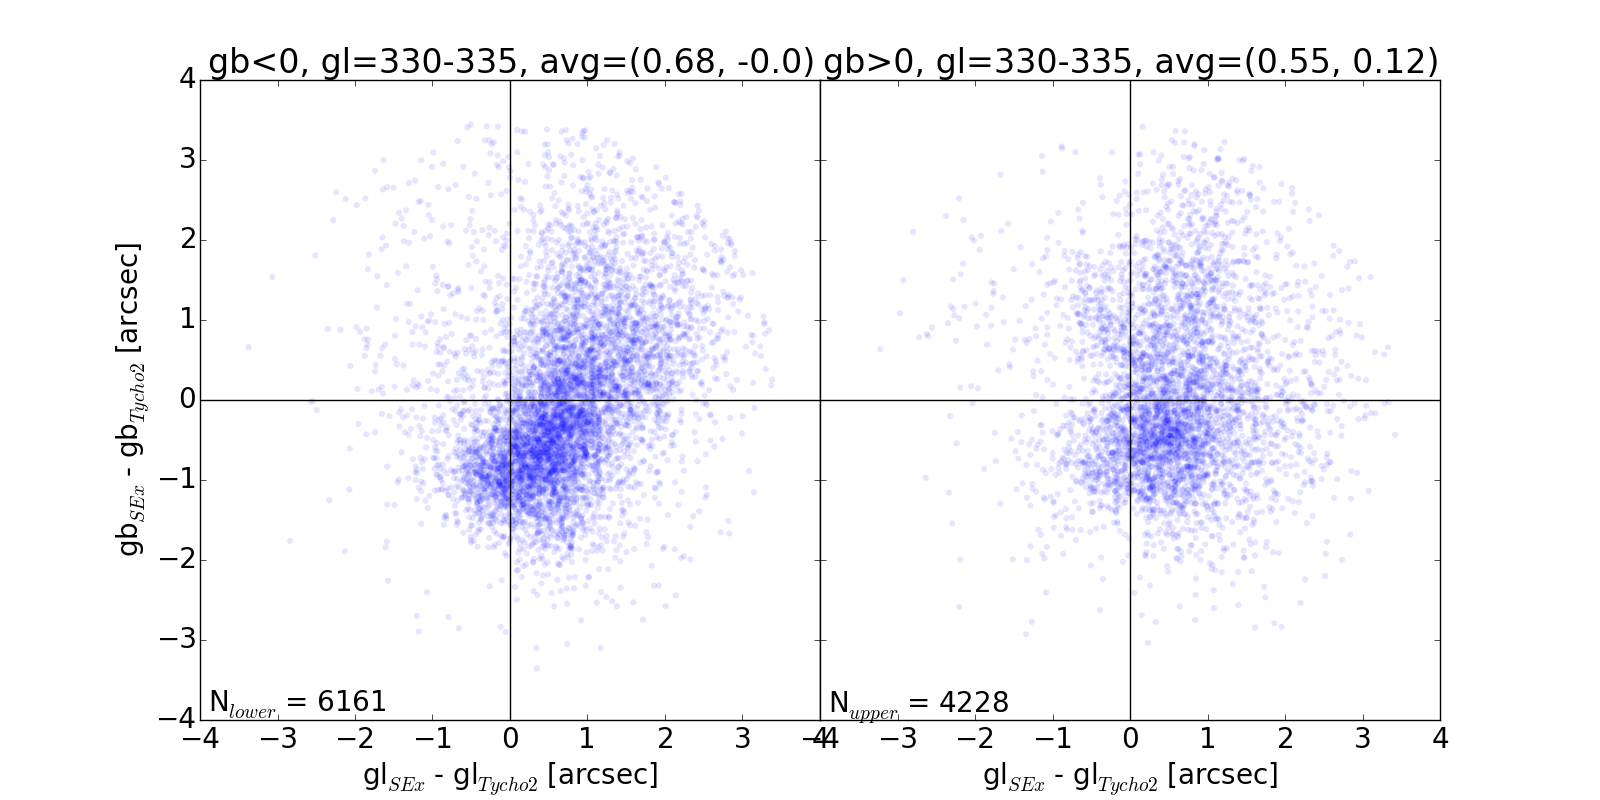 gb<0, gl=330-335, avg=(0.68, -0.0) gb>0, gl=330-335, avg=(0.55, 0.12)
4
3
2
1
0
−1
−2
−3
−4
gb_SEx - gb_Tycho2 [arcsec]
N_lower = 6161
N_upper = 4228
−4 −3 −2 −1 0 1 2 3 4
−4 −3 −2 −1 0 1 2 3 4
gl_SEx - gl_Tycho2 [arcsec]
gl_SEx - gl_Tycho2 [arcsec]